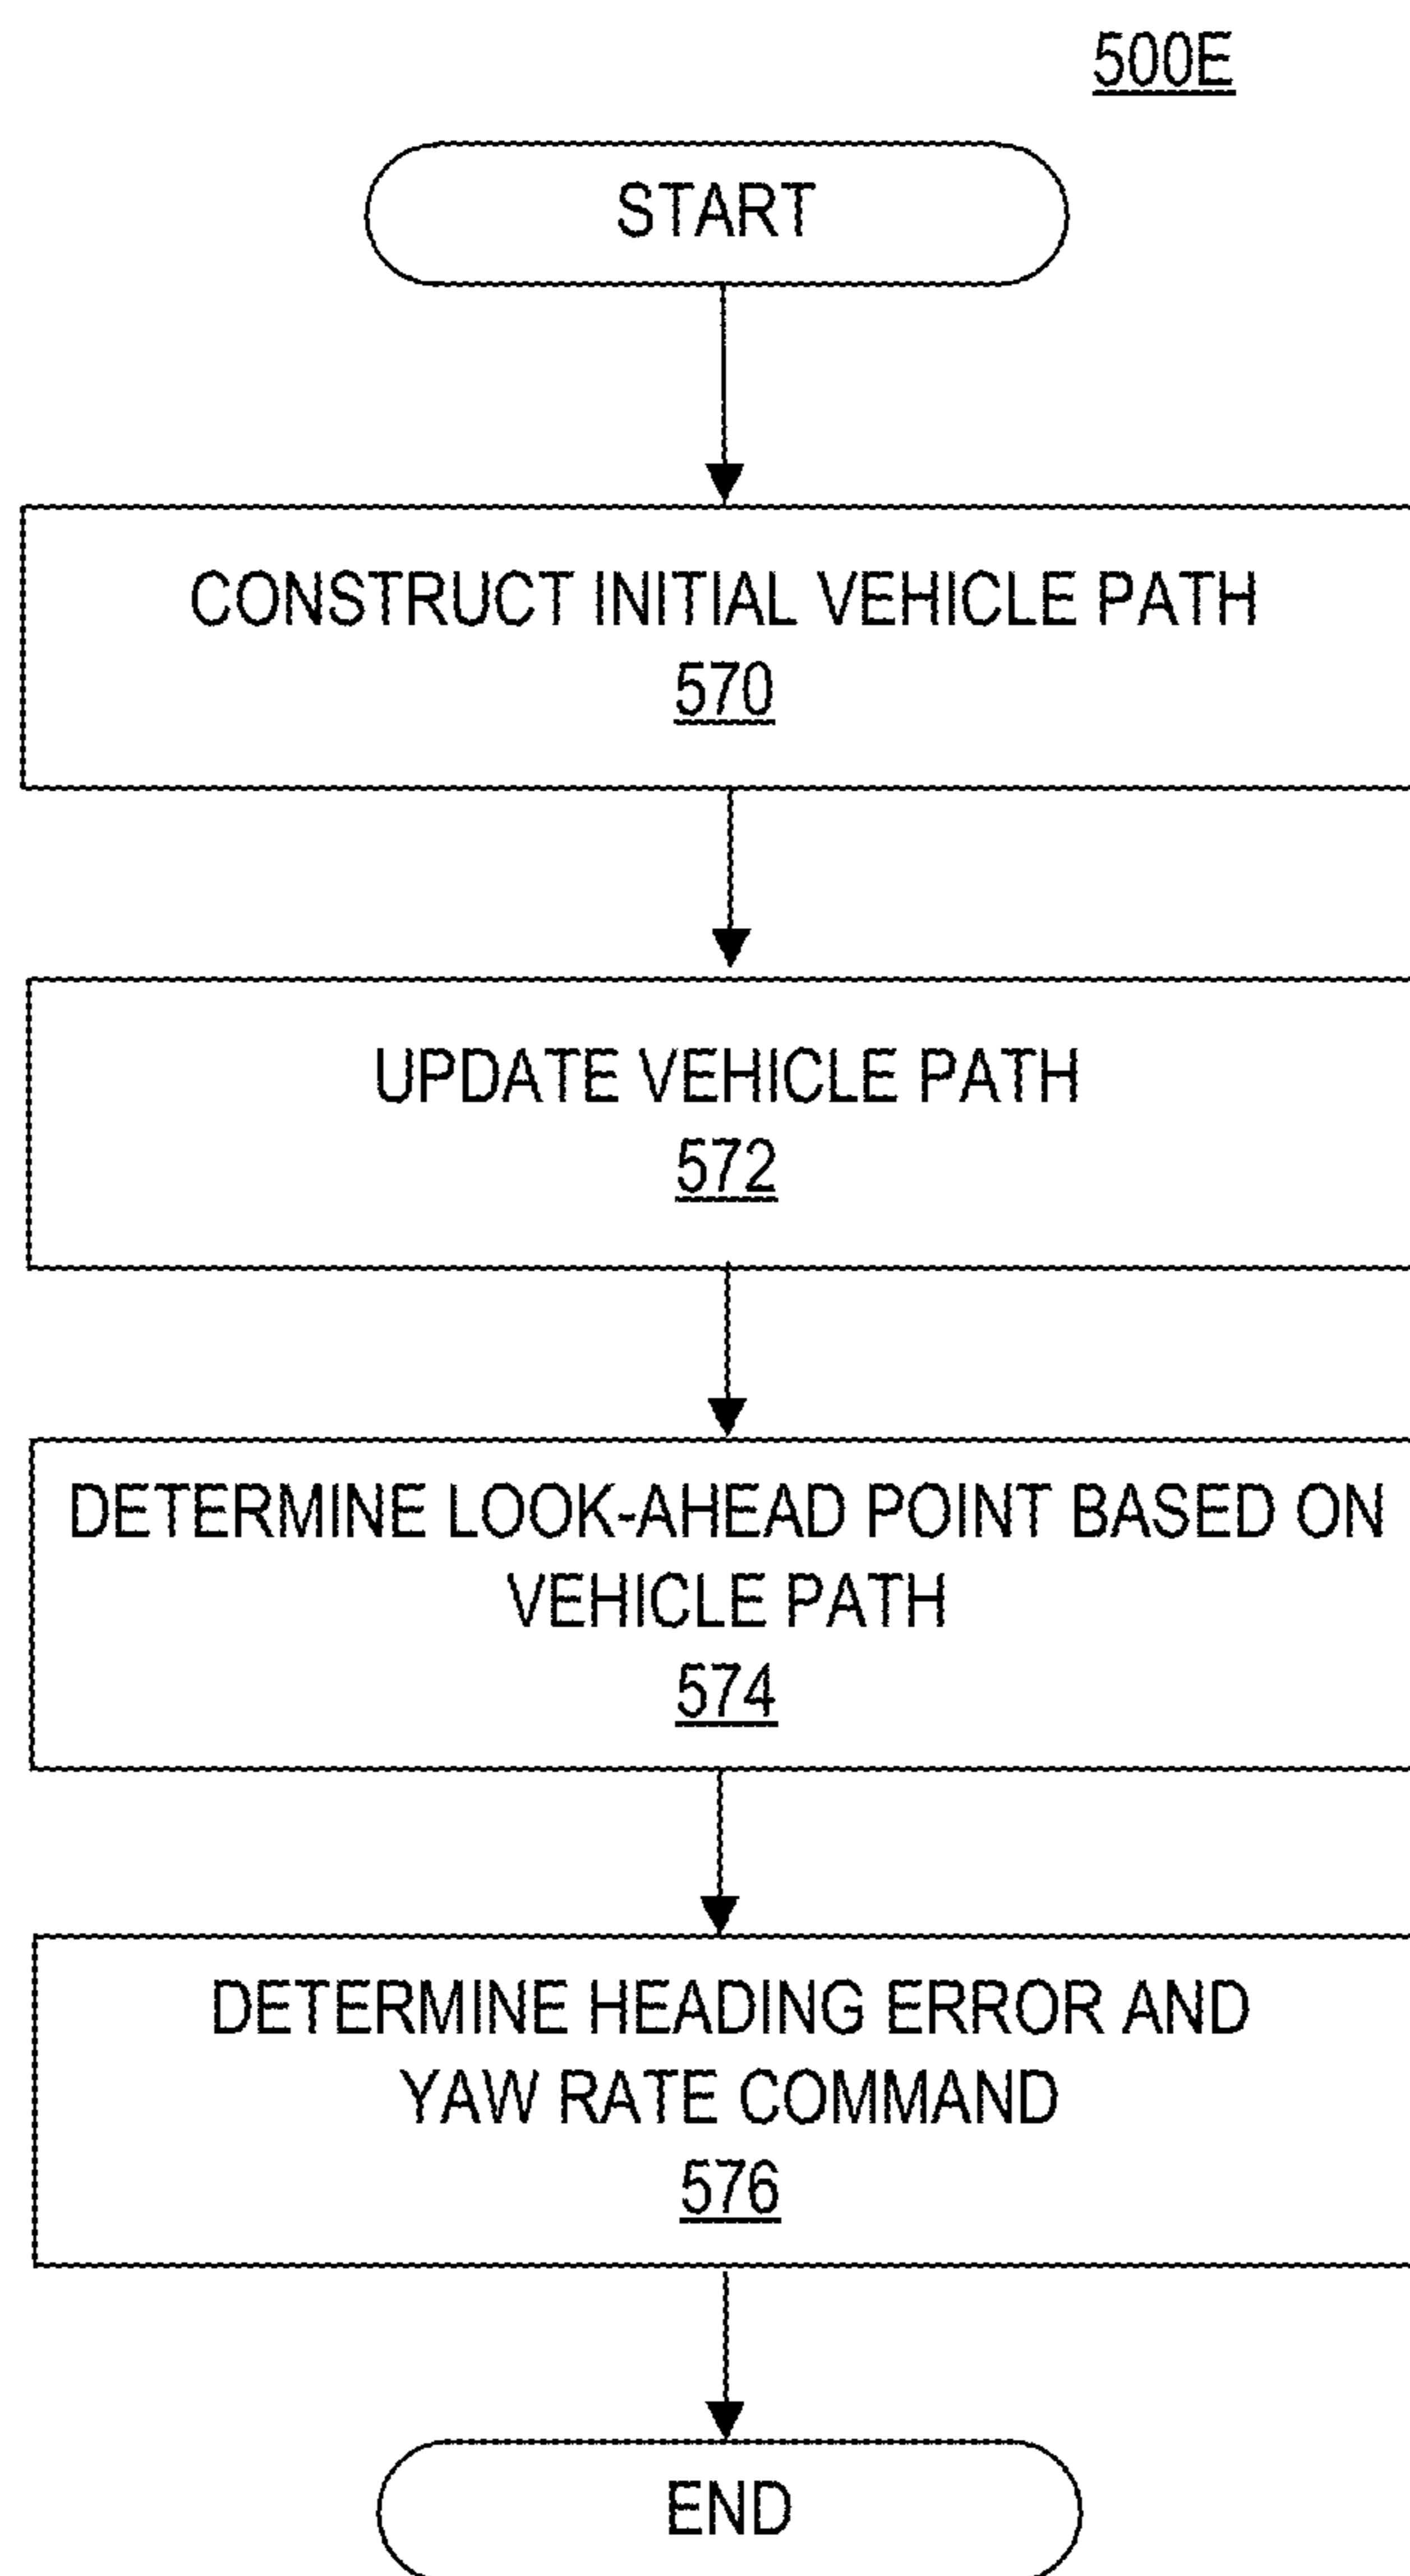 500E
START
CONSTRUCT INITIAL VEHICLE PATH
570
UPDATE VEHICLE PATH
572
DETERMINE LOOK-AHEAD POINT BASED ON
VEHICLE PATH
574
DETERMINE HEADING ERROR AND
YAW RATE COMMAND
576
END